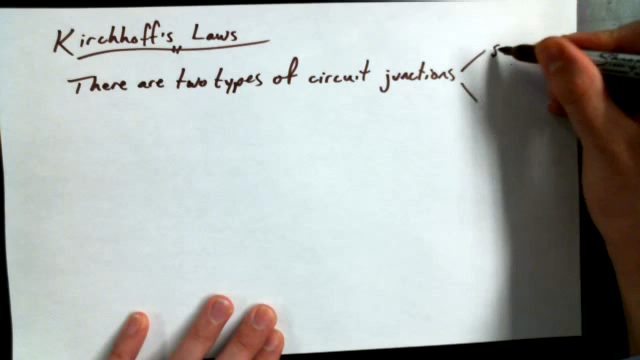 Kirchhoff's Laws
There are two types of circuit junctions